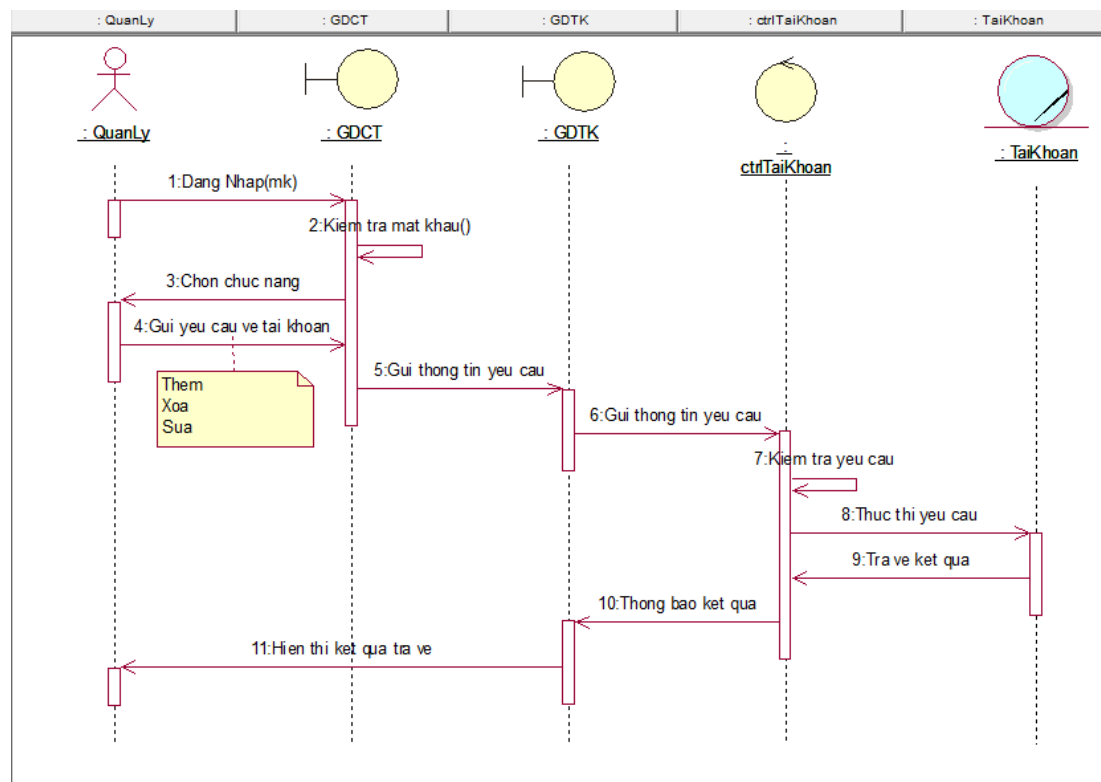 : QuanLy
: GDCT
: GDTK
: ctrlTaiKhoan
: TaiKhoan
: QuanLy
: GDCT
: GDTK
:
ctrlTaiKhoan
: TaiKhoan
1:Dang Nhap(mk)
2:Kiem tra mat khau()
3:Chon chuc nang
4:Gui yeu cau ve tai khoan
Them
Xoa
Sua
5:Gui thong tin yeu cau
6:Gui thong tin yeu cau
7:Kiem tra yeu cau
8:Thuc thi yeu cau
9:Tra ve ket qua
10:Thong bao ket qua
11:Hien thi ket qua tra ve